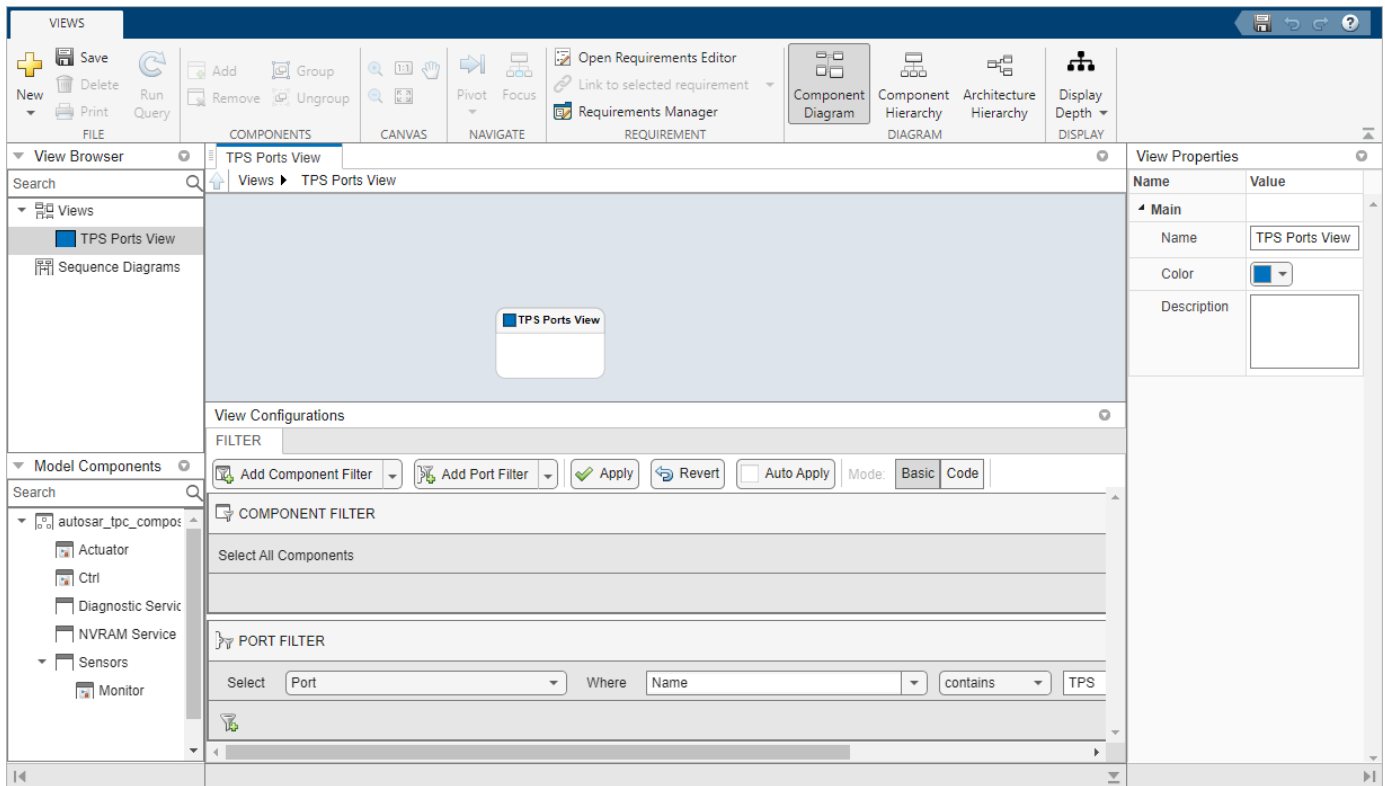 VIEWS
New
Save
Delete
Print
Run
Query
FILE
Add
Remove
Group
Ungroup
COMPONENTS
1:1
CANVAS
Pivot
Focus
NAVIGATE
Open Requirements Editor
Link to selected requirement
Requirements Manager
REQUIREMENT
Component
Diagram
Component
Hierarchy
Architecture
Hierarchy
DIAGRAM
Display
Depth
DISPLAY
View Browser
Search
Views
TPS Ports View
Sequence Diagrams
Model Components
Search
autosar_tpc_compos
Actuator
Ctrl
Diagnostic Servic
NVRAM Service
Sensors
Monitor
TPS Ports View
Views TPS Ports View
TPS Ports View
View Configurations
FILTER
Add Component Filter Add Port Filter Apply Revert Auto Apply Mode: Basic Code
COMPONENT FILTER
Select All Components
PORT FILTER
Select Port Where Name contains TPS
View Properties
Name Value
Main
Name TPS Ports View
Color
Description